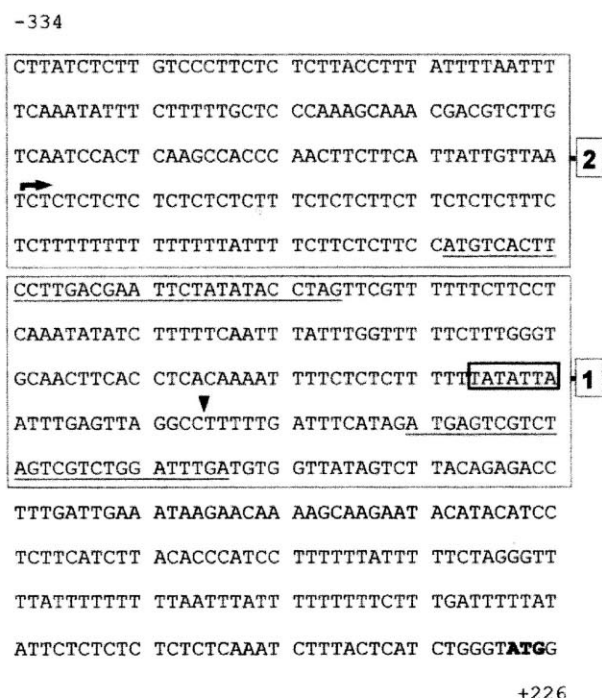 -334
CTTATCTCTT GTCCCTTCTC TCTTACCTTT ATTTTAATTT
TCAAATATTT CTTTTTGCTC CCAAAGCAAA CGACGTCTTG
TCAATCCACT CAAGCCACCC AACTTCTTCA TTATTGTTAA
2
TCTCTCTCTC TCTCTCTCTT TCTCTCTTCT TCTCTCTTTC
TCTTTTTTTT TTTTTTATTT TCTTCTCTTCC CATGTCACTT
CCTTGACGAA TTCTATATAC CTAGTTCGTT TTTTCTTCCT
CAAATATATC TTTTTCAATT TATTTGGTTT TTCTTTGGGT
GCAACTTCAC CTCACAAAAT TTTCTCTCTT TTTTATATTA
1
ATTTGAGTTA GGCCTTTTTG ATTTCATAGA TGAGTCGTCT
AGTCGTCTGG ATTTGATGTG GTTATAGTCT TACAGAGACC
TTTGATTGAA ATAAGAACAA AAGCAAGAAT ACATACATCC
TCTTCATCTT ACACCCATCC TTTTTTATTT TTCTAGGGTT
TTATTTTTTT TTAATTTATT TTTTTTTCTT TGATTTTTAT
ATTCTCTCTC TCTCTCAAAT CTTTACTCAT CTGGGTATGG
+226